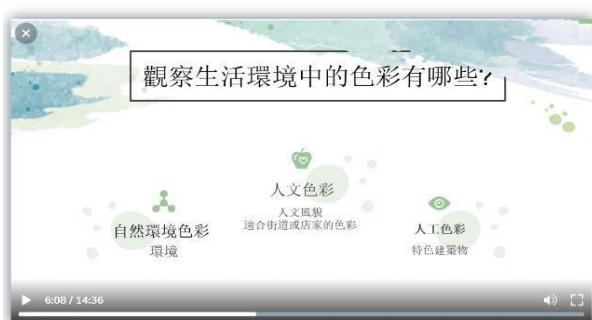 觀察生活環境中的色彩有哪些?
人文色彩
人文風貌
適合街道或店家的色彩
自然環境色彩
環境
人工色彩
特色建築物
6:08 / 14:36